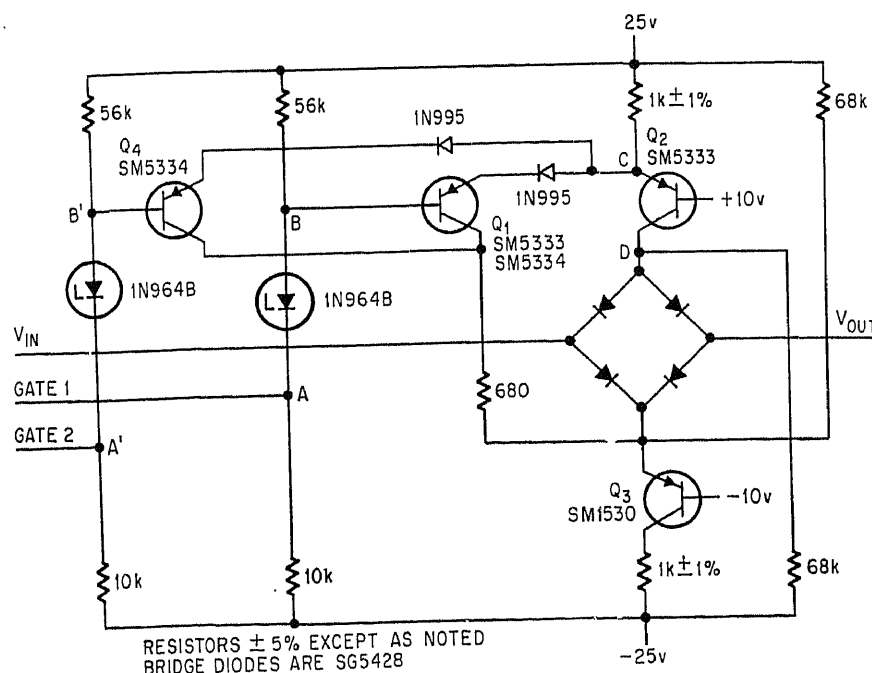 25v
56k
56k
1k ± 1%
68k
1N995
Q4
SM5334
Q2
SM5333
C
1N995
+10v
B'
B
Q1
SM5333
SM5334
D
L
1N964B
L
1N964B
VIN
VOUT
GATE 1
A
680
GATE 2
A'
Q3
SM1530
-10v
10k
10k
1k ± 1%
68k
RESISTORS ± 5% EXCEPT AS NOTED
BRIDGE DIODES ARE SG5428
-25v